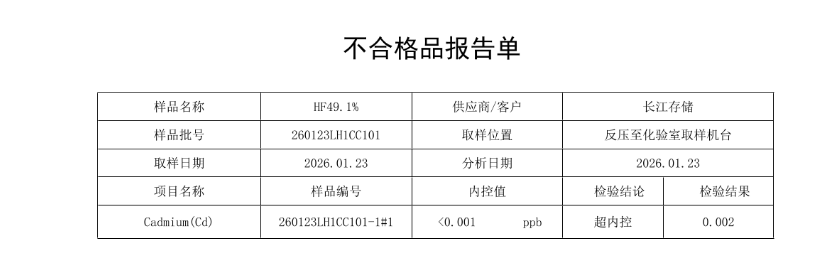 不合格品报告单
样品名称 HF49.1% 供应商/客户 长江存储
样品批号 260123LH1CC101 取样位置 反压至化验室取样机台
取样日期 2026.01.23 分析日期 2026.01.23
项目名称 样品编号 内控值 检验结论 检验结果
Cadmium(Cd) 260123LH1CC101-1#1 <0.001 ppb 超内控 0.002